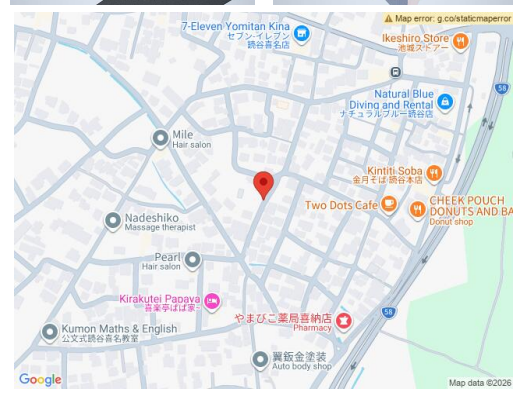 Map error: g.co/staticmaperror
7-Eleven Yomitan Kina
セブン-イレブン
読谷喜名店
Ikeshiro Store
池城ストアー
58
Natural Blue
Diving and Rental
ナチュラルブルー読谷店
Mile
Hair salon
Kintiti Soba
金月そば 読谷本店
Two Dots Cafe
CHEEK POUCH
DONUTS AND BA
Donut shop
Nadeshiko
Massage therapist
Pearl
Hair salon
Kirakutei Papaya
喜楽亭ぱぱ家-
やまびこ薬局喜納店
Pharmacy
58
Kumon Maths & English
公文式読谷喜名教室
翼鈑金塗装
Auto body shop
Google
Map data ©2026